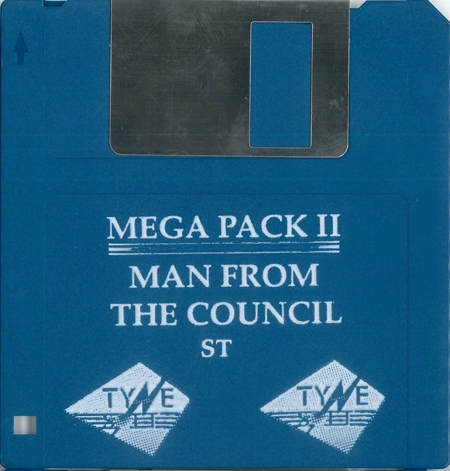 MEGA PACK II
MAN FROM
THE COUNCIL
ST
TYNE
TYNE